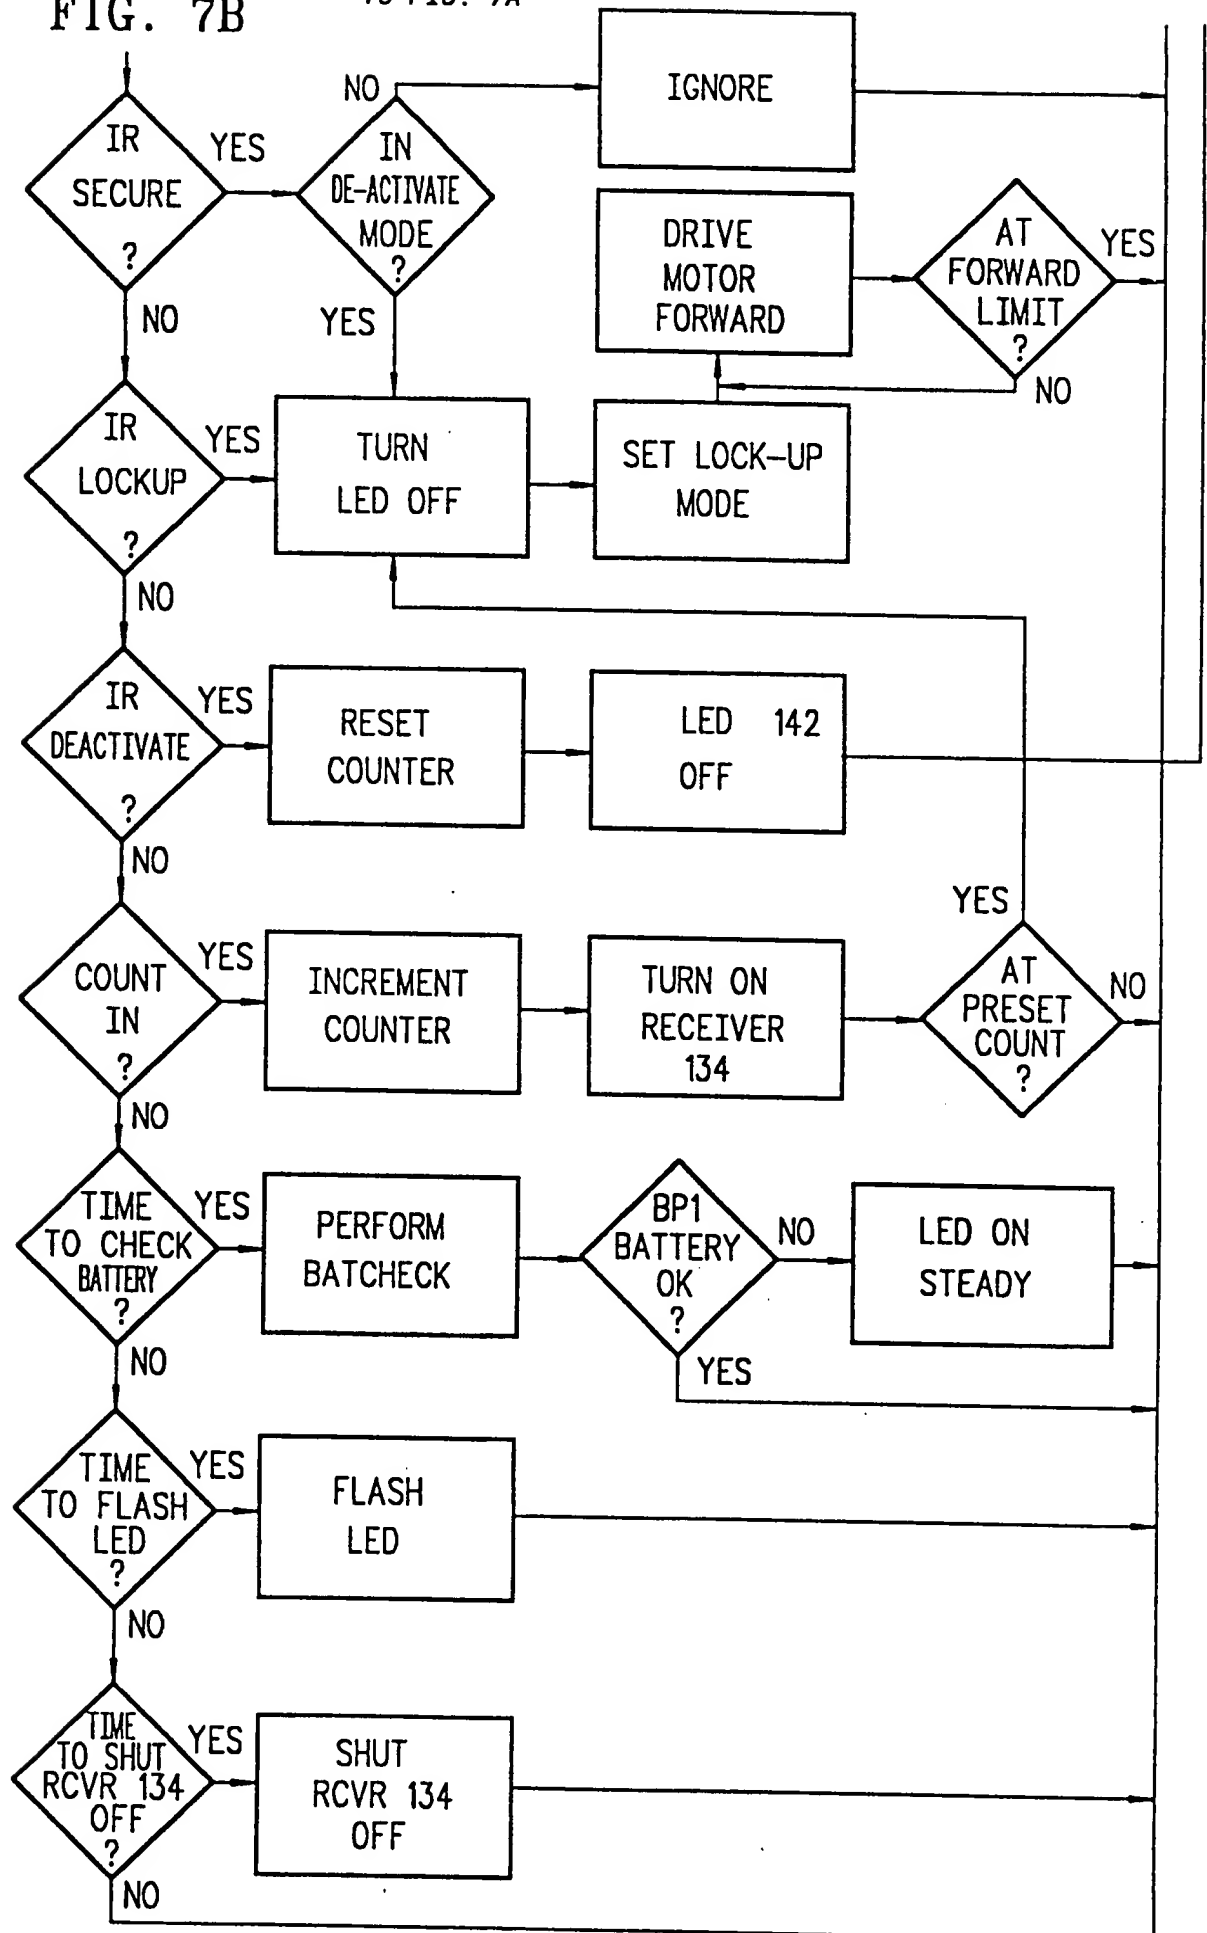 FIG. 7B
TO FIG. 7A
IR
SECURE
?
YES
NO
IN
DE-ACTIVATE
MODE
?
NO
YES
IGNORE
DRIVE
MOTOR
FORWARD
AT
FORWARD
LIMIT
?
YES
NO
IR
LOCKUP
?
YES
NO
TURN
LED OFF
SET LOCK-UP
MODE
IR
DEACTIVATE
?
YES
NO
RESET
COUNTER
LED 142
OFF
COUNT
IN
?
YES
NO
INCREMENT
COUNTER
TURN ON
RECEIVER
134
YES
AT
PRESET
COUNT
?
NO
TIME
TO CHECK
BATTERY
?
YES
NO
PERFORM
BATCHECK
BP1
BATTERY
OK
?
NO
YES
LED ON
STEADY
TIME
TO FLASH
LED
?
YES
NO
FLASH
LED
TIME
TO SHUT
RCVR 134
OFF
?
YES
NO
SHUT
RCVR 134
OFF